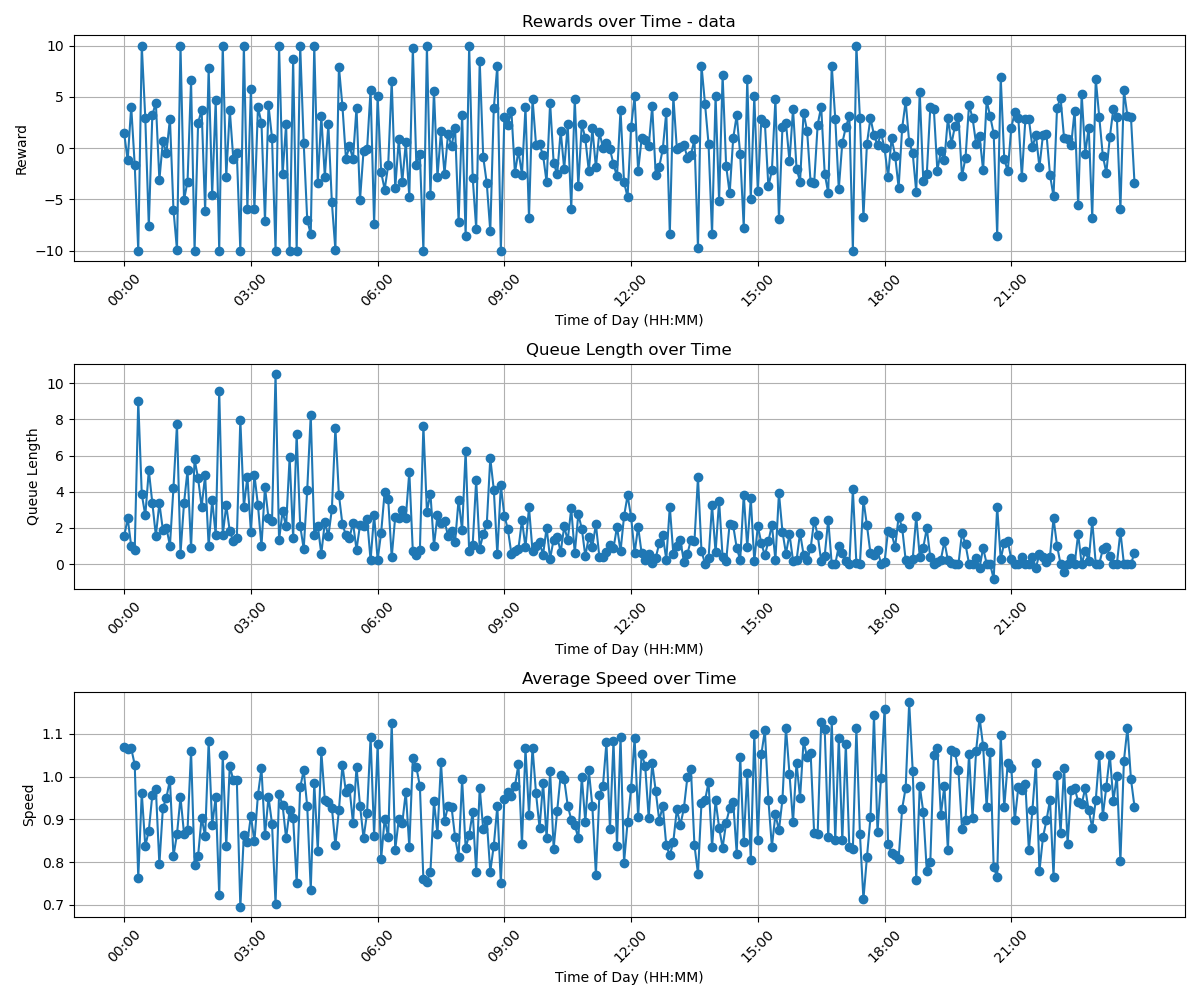 Rewards over Time - data
Reward
10
5
0
−5
−10
00:00 03:00 06:00 09:00 12:00 15:00 18:00 21:00
Time of Day (HH:MM)
Queue Length over Time
Queue Length
10
8
6
4
2
0
00:00 03:00 06:00 09:00 12:00 15:00 18:00 21:00
Time of Day (HH:MM)
Average Speed over Time
Speed
1.1
1.0
0.9
0.8
0.7
00:00 03:00 06:00 09:00 12:00 15:00 18:00 21:00
Time of Day (HH:MM)